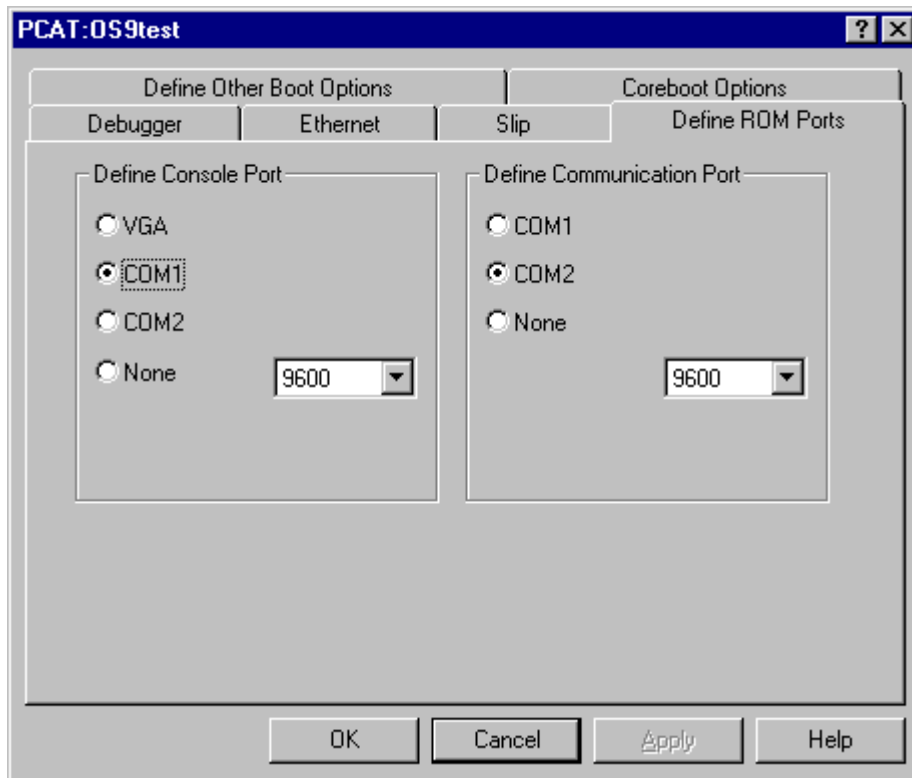 PCAT:OS9test
Define Other Boot Options
Coreboot Options
Debugger
Ethernet
Slip
Define ROM Ports
Define Console Port
VGA
COM1
COM2
None
9600
Define Communication Port
COM1
COM2
None
9600
OK
Cancel
Apply
Help